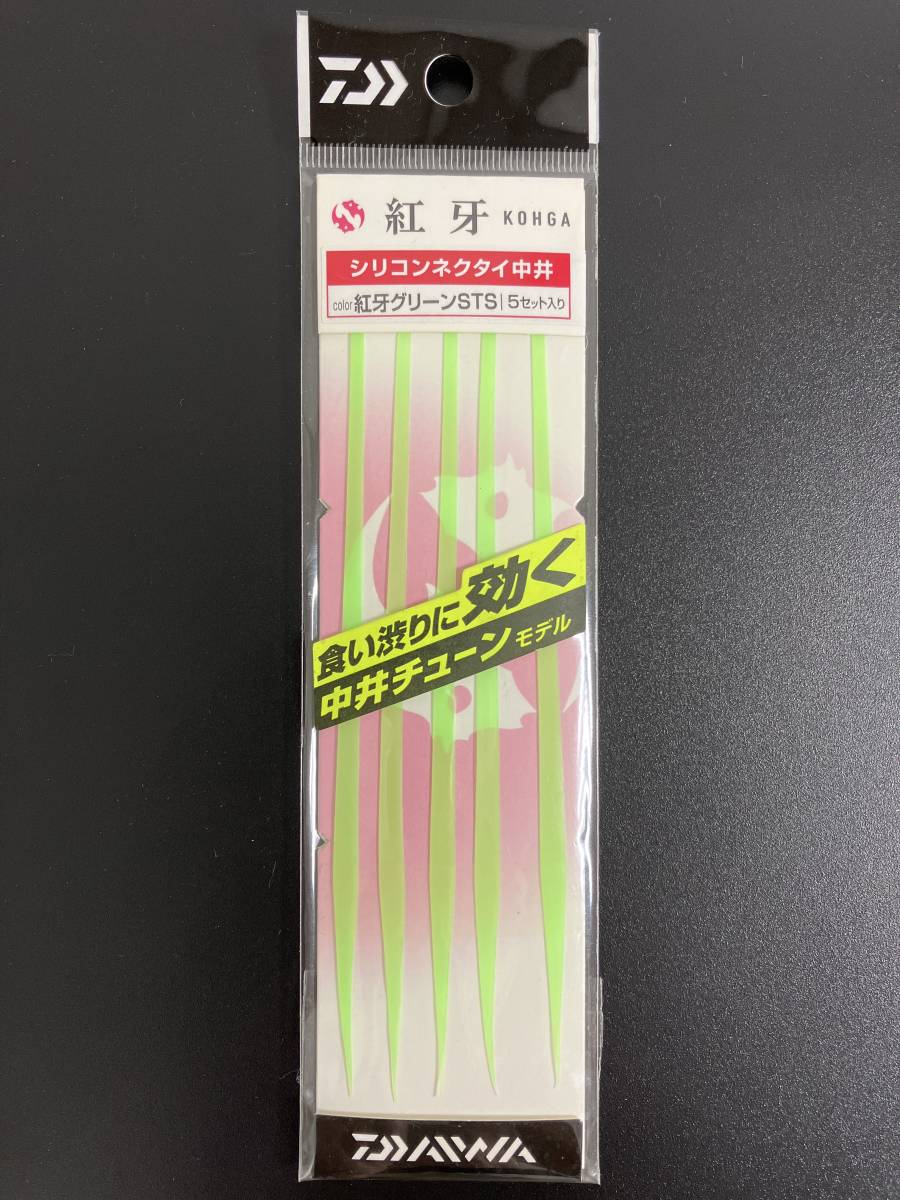 紅牙 KOHGA
シリコンネクタイ中井
color 紅牙グリーンSTS | 5セット入り
食い渋りに効く
中井チューンモデル
DAIWA